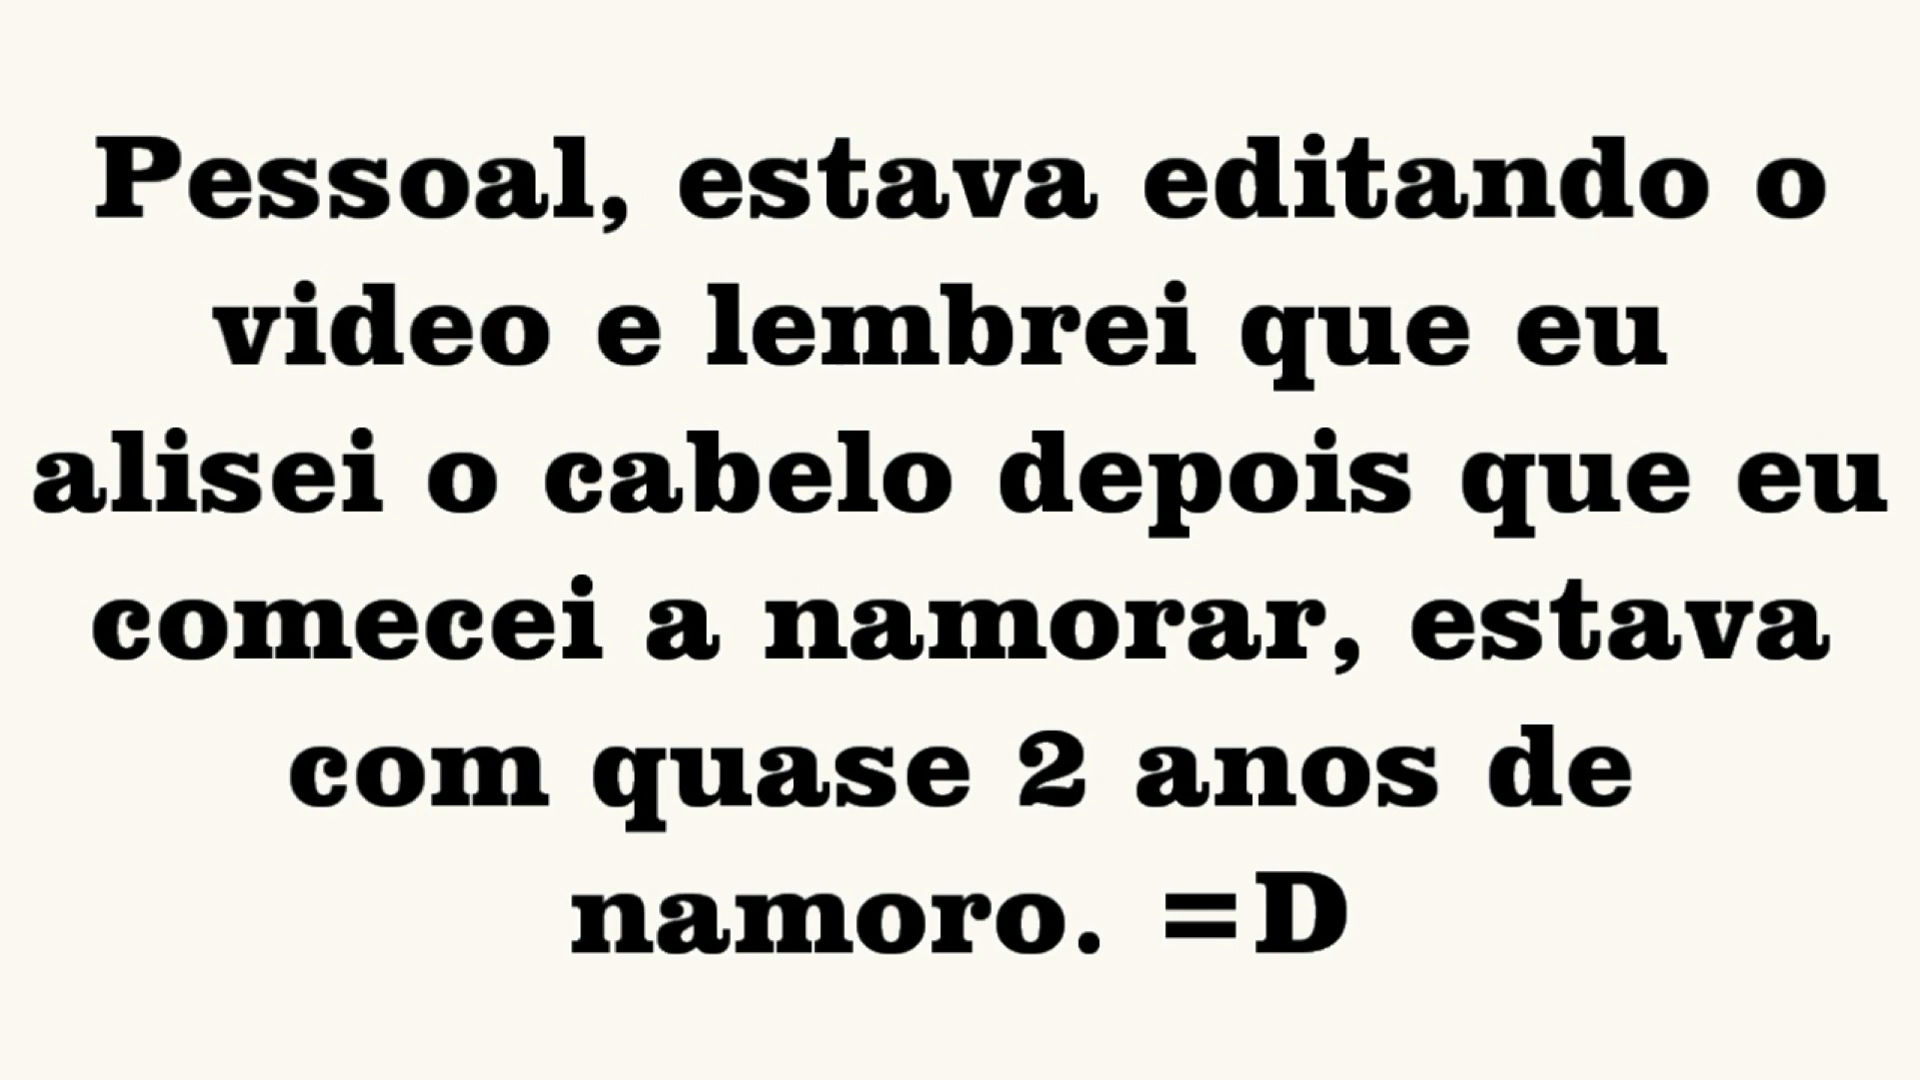 Pessoal, estava editando o
video e lembrei que eu
alisei o cabelo depois que eu
comecei a namorar, estava
com quase 2 anos de
namoro. =D